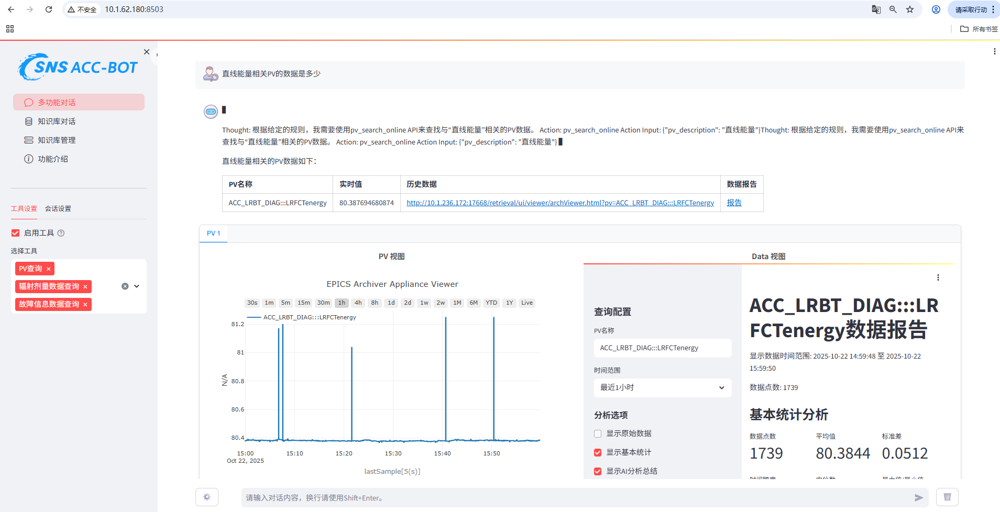 不安全
10.1.62.180:8503
请采取行动
所有书签
CSNS ACC-BOT
多功能对话
知识库对话
知识库管理
功能介绍
工具设置 会话设置
启用工具
选择工具
PV查询 ×
辐射剂量数据查询 ×
故障信息数据查询 ×
直线能量相关PV的数据是多少
Thought: 根据给定的规则，我需要使用pv_search_online API来查找与“直线能量”相关的PV数据。 Action: pv_search_online Action Input: {"pv_description": "直线能量"}Thought: 根据给定的规则，我需要使用pv_search_online API来
查找与“直线能量”相关的PV数据。 Action: pv_search_online Action Input: {"pv_description": "直线能量"}
直线能量相关的PV数据如下：
PV名称 实时值 历史数据 数据报告
ACC_LRBT_DIAG:::LRFCTenergy 80.387694680874 http://10.1.236.172:17668/retrieval/ui/viewer/archViewer.html?pv=ACC_LRBT_DIAG:::LRFCTenergy 报告
PV 1
PV 视图
EPICS Archiver Appliance Viewer
30s 1m 5m 15m 30m 1h 4h 8h 1d 2d 1w 2w 1M 6M YTD 1Y Live
ACC_LRBT_DIAG:::LRFCTenergy
81.2
81
80.8
80.6
80.4
N/A
15:00 15:10 15:20 15:30 15:40 15:50
Oct 22, 2025
lastSample[5(s)]
Data 视图
查询配置
PV名称
ACC_LRBT_DIAG:::LRFCTenergy
时间范围
最近1小时
分析选项
显示原始数据
显示基本统计
显示AI分析总结
ACC_LRBT_DIAG:::LR
FCTenergy数据报告
显示数据时间范围: 2025-10-22 14:59:48 至 2025-10-22
15:59:50
数据点数: 1739
基本统计分析
数据点数 平均值 标准差
1739 80.3844 0.0512
请输入对话内容，换行请使用Shift+Enter。